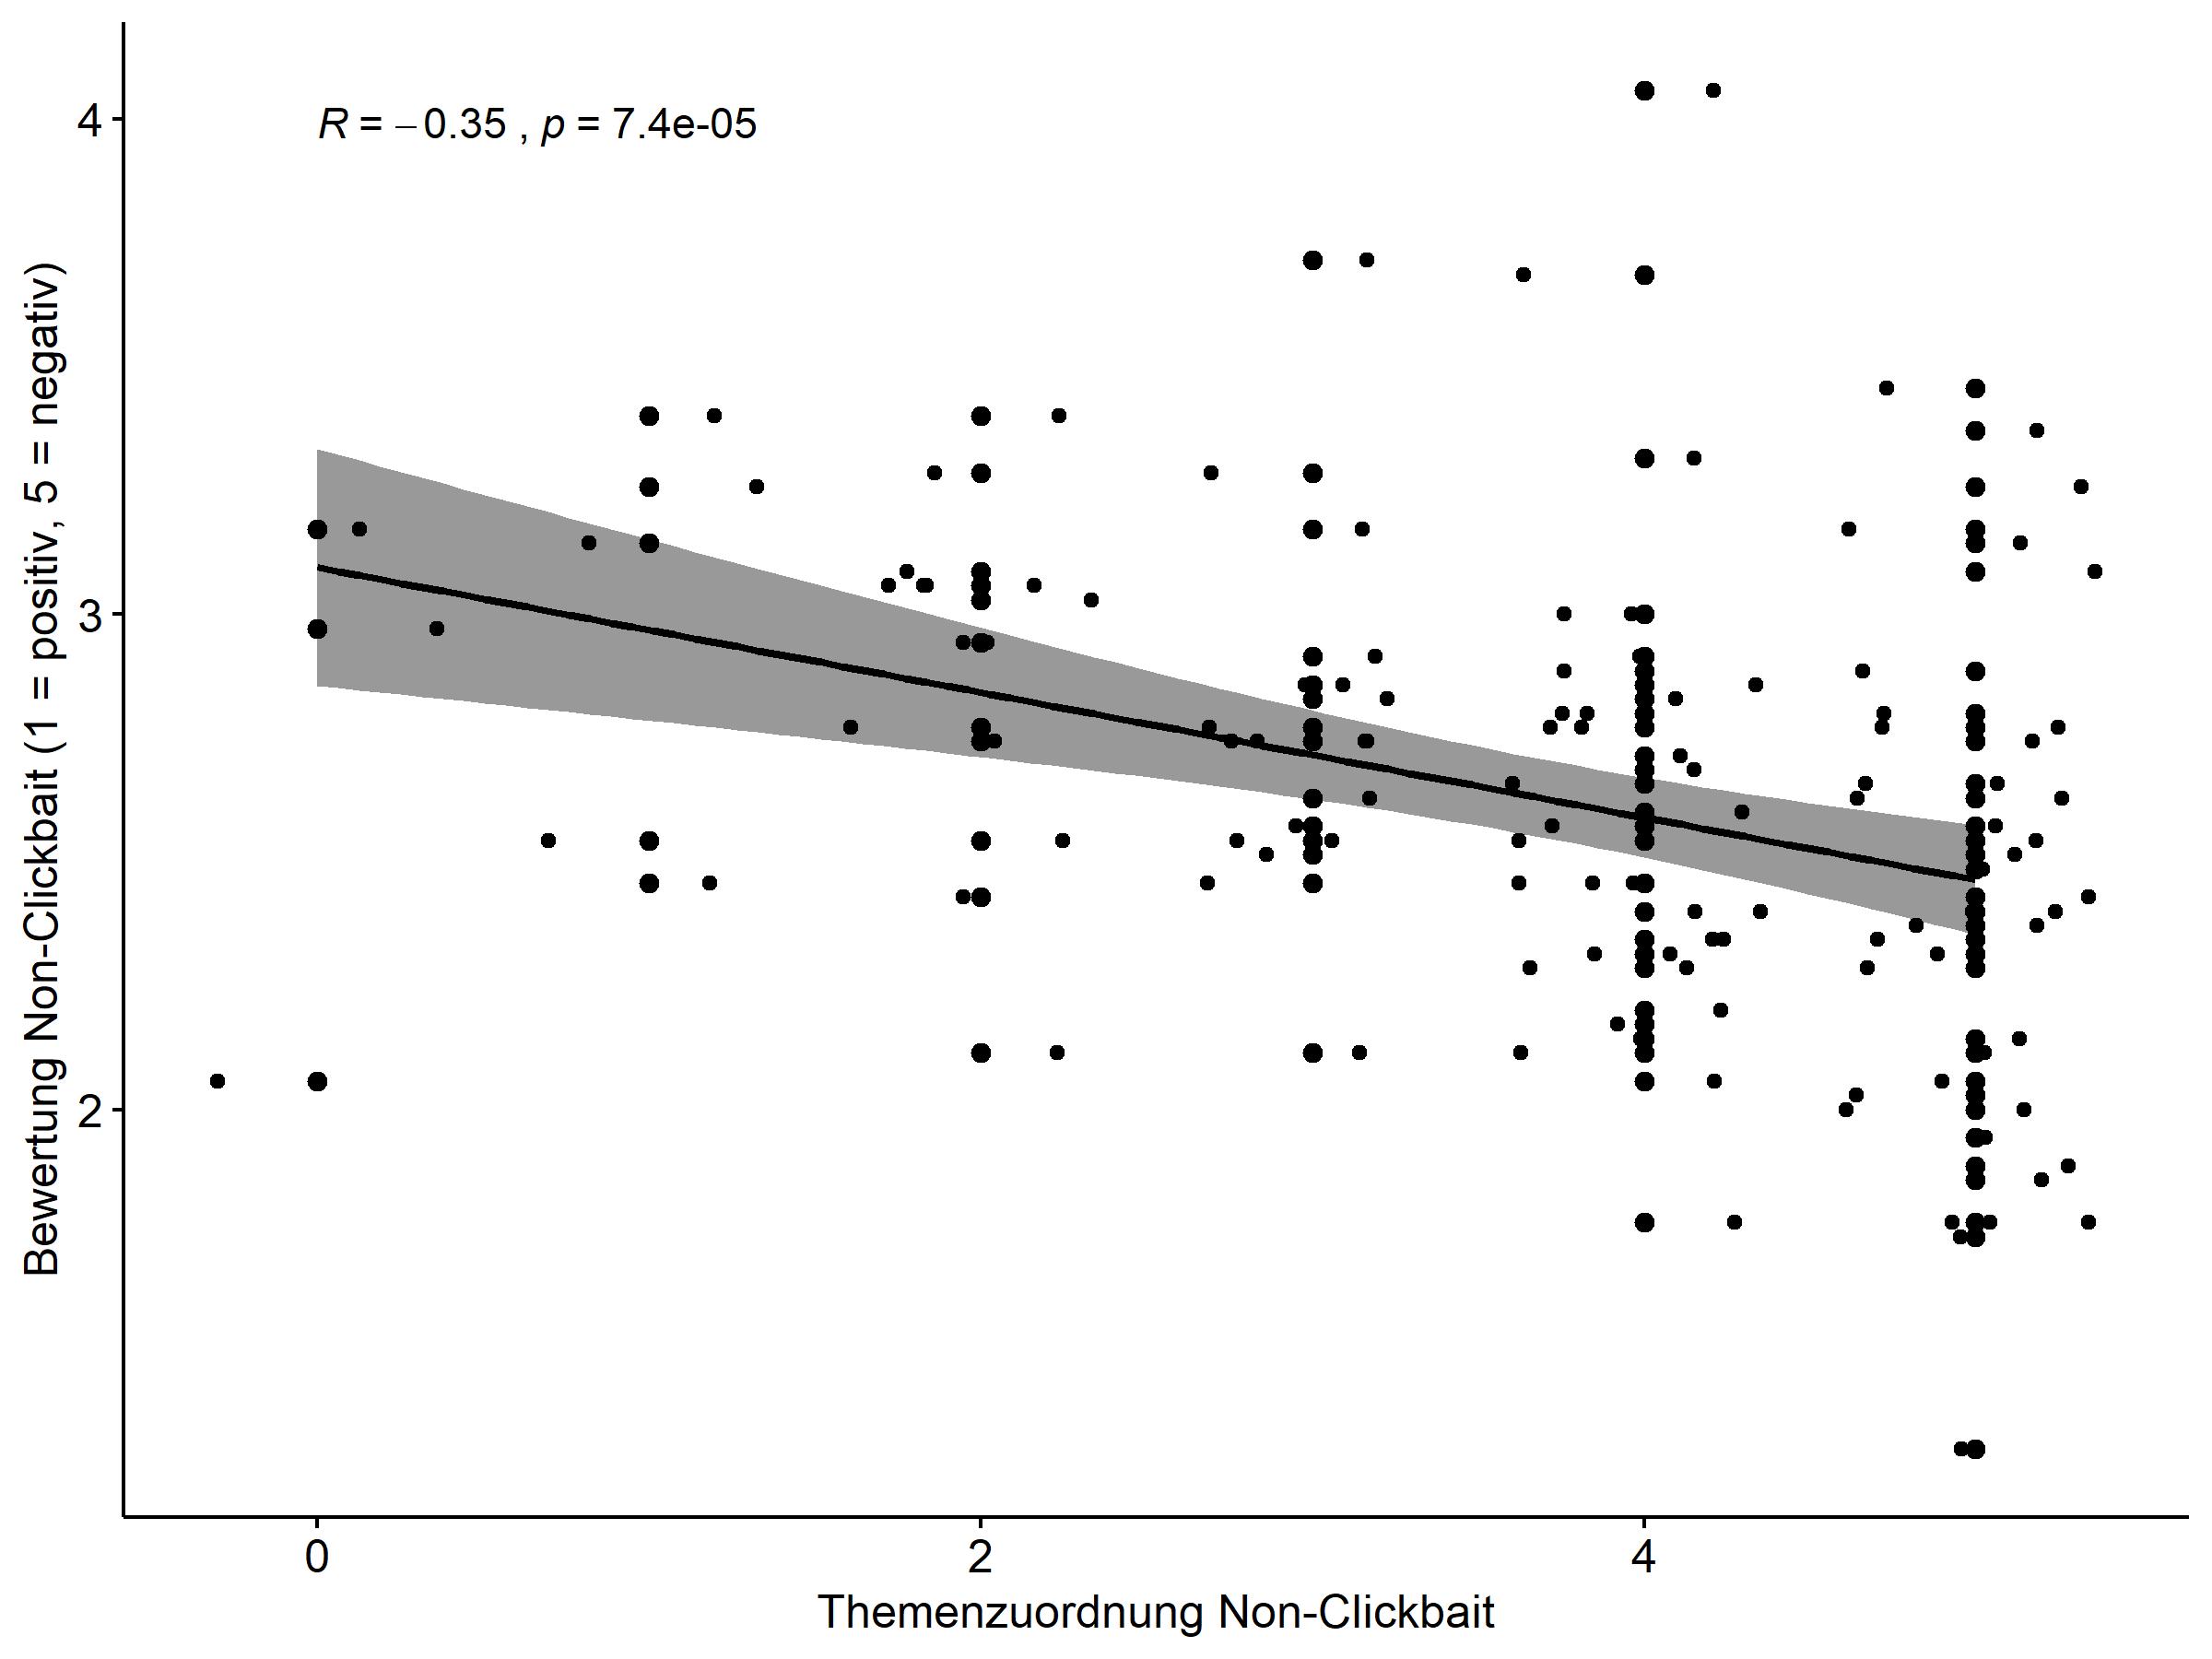 R = −0.35 , p = 7.4e-05
4
3
2
Bewertung Non-Clickbait (1 = positiv, 5 = negativ)
0 2 4
Themenzuordnung Non-Clickbait